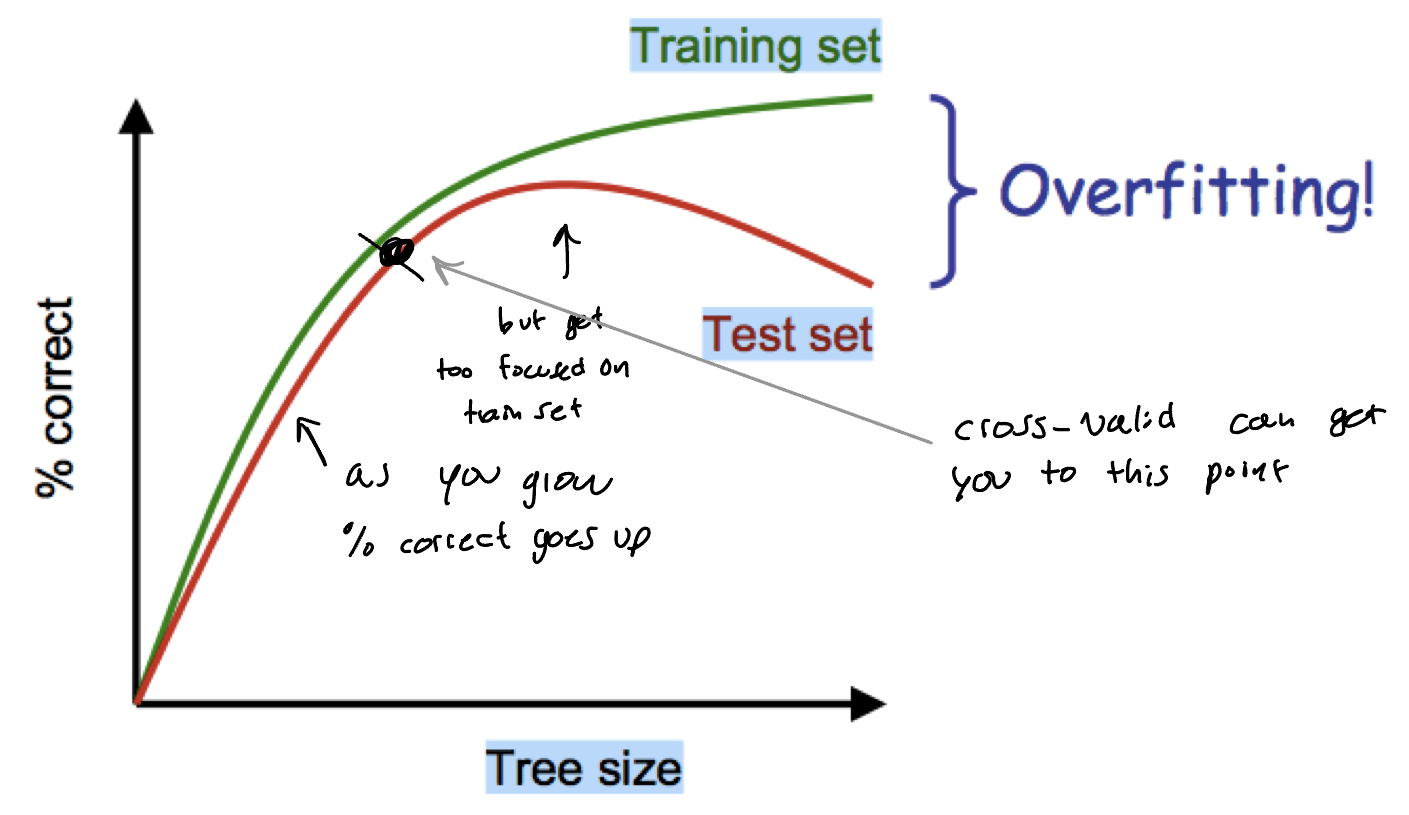 Training set
Overfitting!
% correct
but get
too focused on
train set
Test set
cross-valid can get
you to this point
as you grow
% correct goes up
Tree size